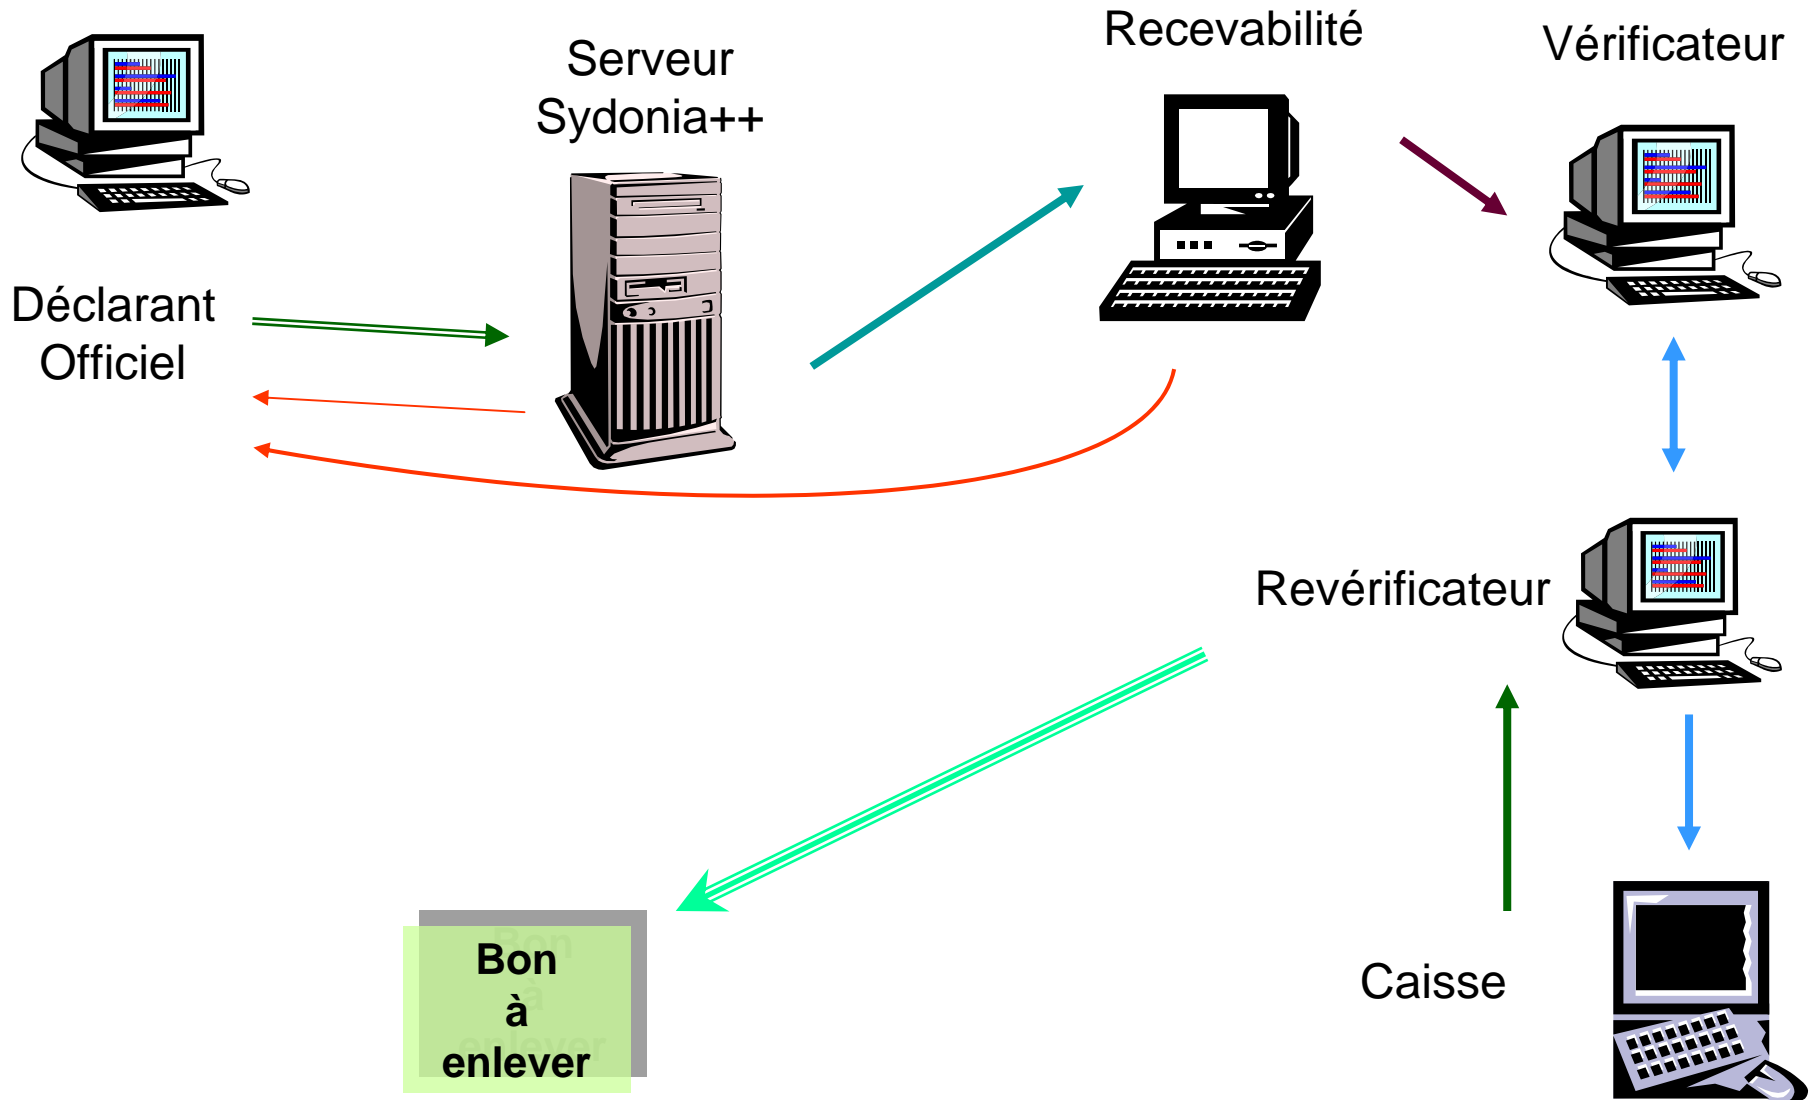 Recevabilité
Vérificateur
Serveur
Sydonia++
Déclarant
Officiel
Revérificateur
Caisse
Bon
à
enlever